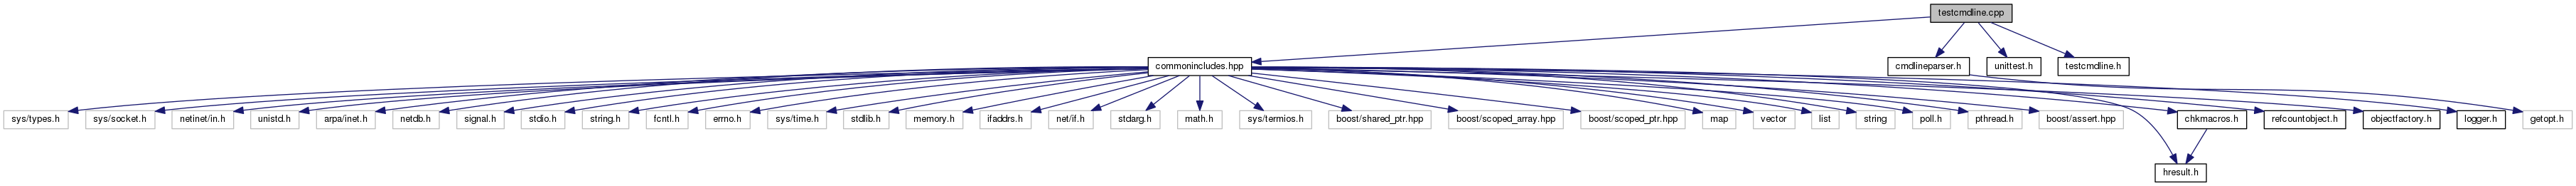 testcmdline.cpp
commonincludes.hpp
cmdlineparser.h
unittest.h
testcmdline.h
sys/types.h
sys/socket.h
netinet/in.h
unistd.h
arpa/inet.h
netdb.h
signal.h
stdio.h
string.h
fcntl.h
errno.h
sys/time.h
stdlib.h
memory.h
ifaddrs.h
net/if.h
stdarg.h
math.h
sys/termios.h
boost/shared_ptr.hpp
boost/scoped_array.hpp
boost/scoped_ptr.hpp
map
vector
list
string
poll.h
pthread.h
boost/assert.hpp
chkmacros.h
refcountobject.h
objectfactory.h
logger.h
getopt.h
hresult.h